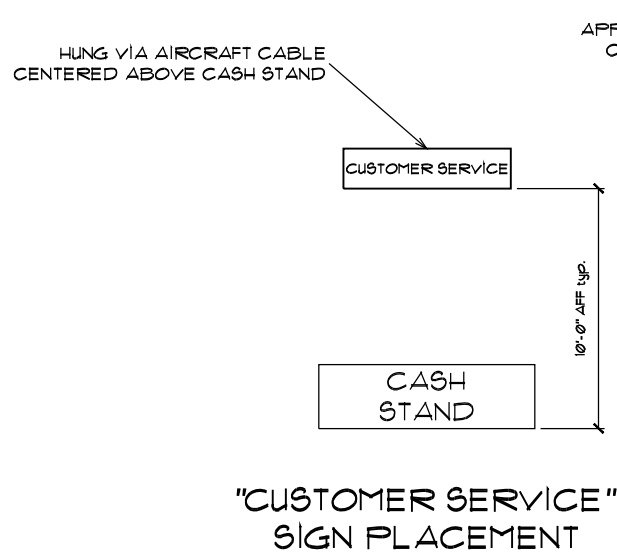 HUNG VIA AIRCRAFT CABLE
CENTERED ABOVE CASH STAND
CUSTOMER SERVICE
10'-0" AFF typ.
CASH
STAND
"CUSTOMER SERVICE"
SIGN PLACEMENT